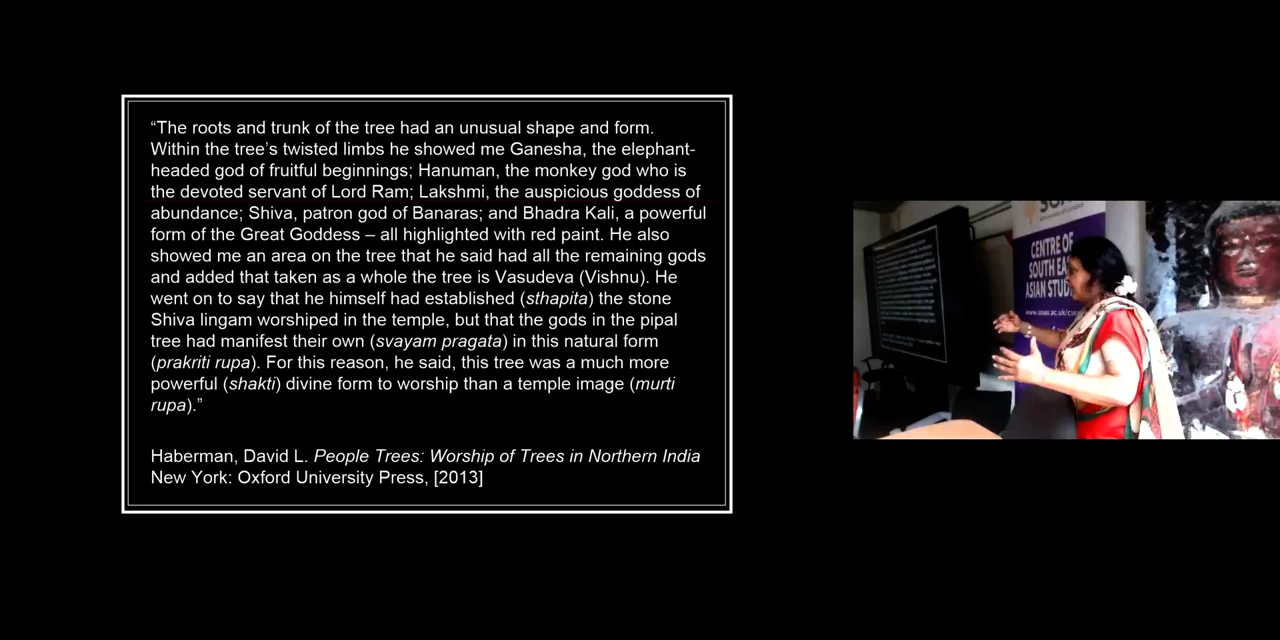 “The roots and trunk of the tree had an unusual shape and form.
Within the tree’s twisted limbs he showed me Ganesha, the elephant-
headed god of fruitful beginnings; Hanuman, the monkey god who is
the devoted servant of Lord Ram; Lakshmi, the auspicious goddess of
abundance; Shiva, patron god of Banaras; and Bhadra Kali, a powerful
form of the Great Goddess – all highlighted with red paint. He also
showed me an area on the tree that he said had all the remaining gods
and added that taken as a whole the tree is Vasudeva (Vishnu). He
went on to say that he himself had established (sthapita) the stone
Shiva lingam worshiped in the temple, but that the gods in the pipal
tree had manifest their own (svayam pragata) in this natural form
(prakriti rupa). For this reason, he said, this tree was a much more
powerful (shakti) divine form to worship than a temple image (murti
rupa).”
Haberman, David L. People Trees: Worship of Trees in Northern India
New York: Oxford University Press, [2013]
SOAS
CENTRE OF
SOUTH EA
ASIAN STUD
www.soas.ac.uk/cse